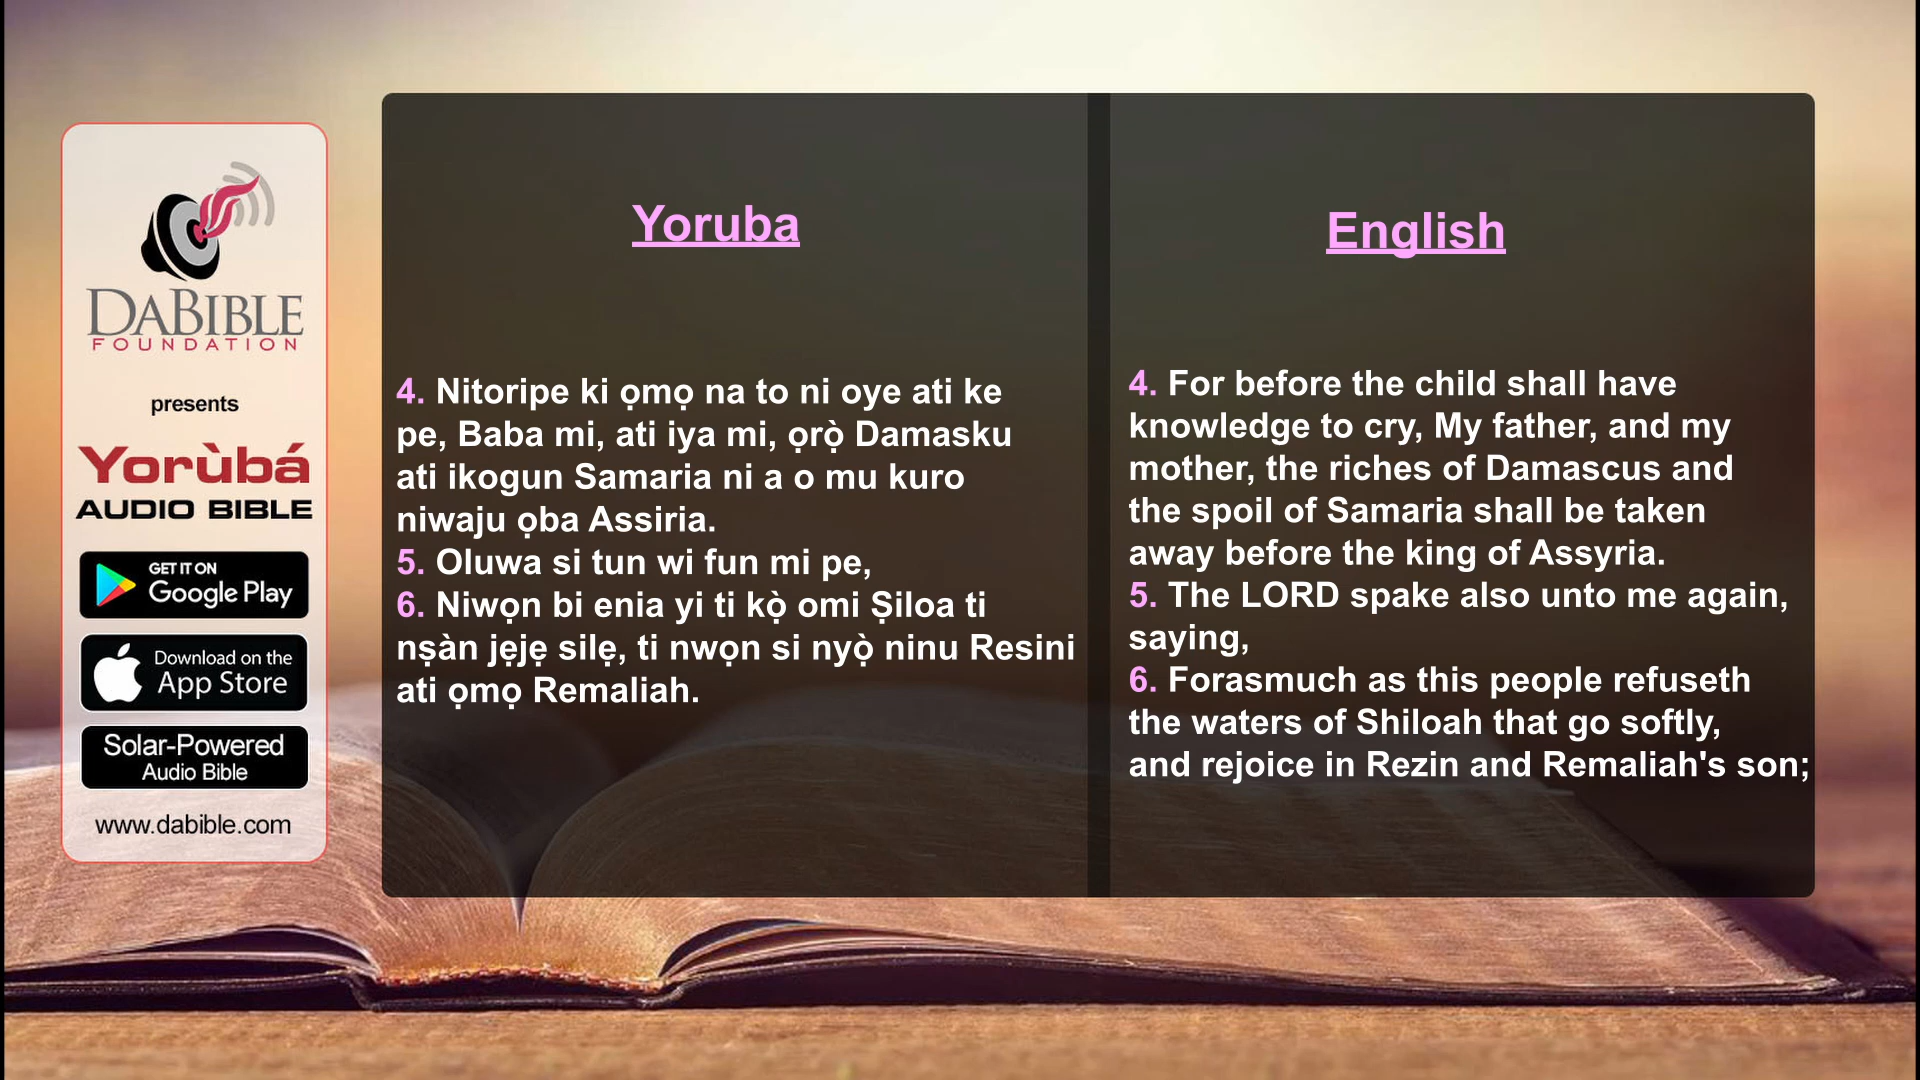 DABIBLE
FOUNDATION
presents
Yorùbá
AUDIO BIBLE
GET IT ON
Google Play
Download on the
App Store
Solar-Powered
Audio Bible
www.dabible.com
Yoruba
4. Nitoripe ki ọmọ na to ni oye ati ke
pe, Baba mi, ati iya mi, ọrọ̀ Damasku
ati ikogun Samaria ni a o mu kuro
niwaju ọba Assiria.
5. Oluwa si tun wi fun mi pe,
6. Niwọn bi enia yi ti kọ̀ omi Ṣiloa ti
nṣàn jẹjẹ silẹ, ti nwọn si nyọ̀ ninu Resini
ati ọmọ Remaliah.
English
4. For before the child shall have
knowledge to cry, My father, and my
mother, the riches of Damascus and
the spoil of Samaria shall be taken
away before the king of Assyria.
5. The LORD spake also unto me again,
saying,
6. Forasmuch as this people refuseth
the waters of Shiloah that go softly,
and rejoice in Rezin and Remaliah's son;